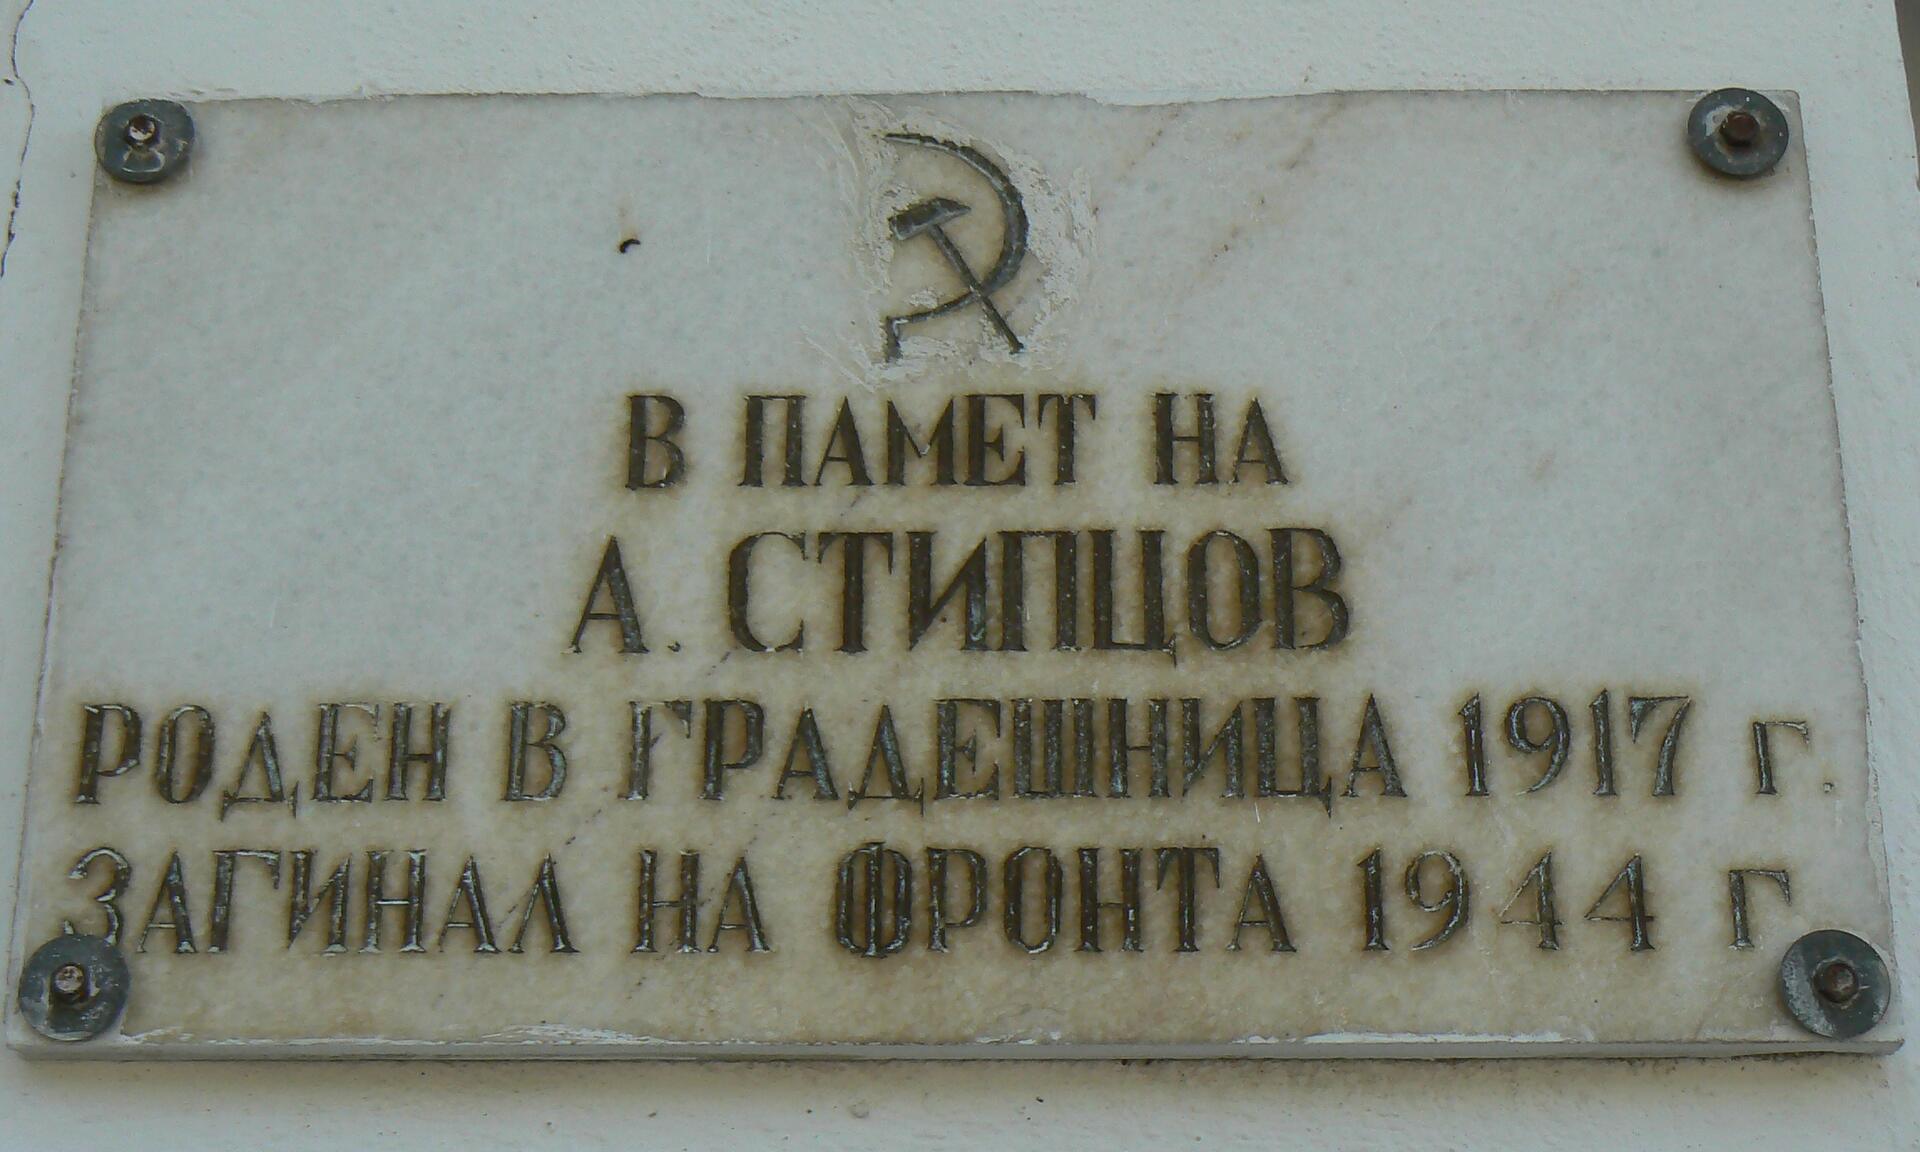 В ПАМЕТ НА
А. СТИПЦОВ
РОДЕН В ГРАДЕШНИЦА 1917 г.
ЗАГИНАЛ НА ФРОНТА 1944 г